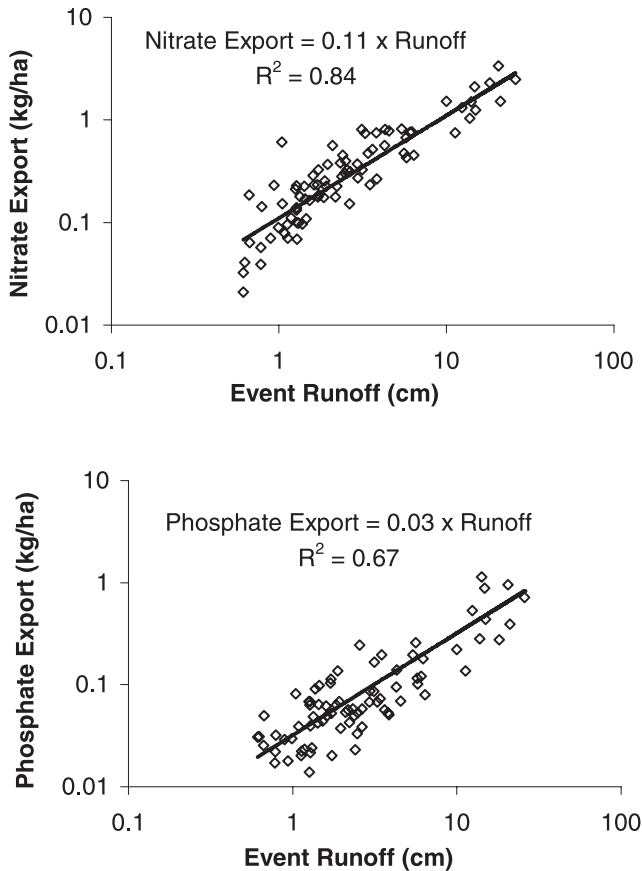 Nitrate Export (kg/ha)
10
1
0.1
0.01
Nitrate Export = 0.11 x Runoff
R² = 0.84
0.1 1 10 100
Event Runoff (cm)
Phosphate Export (kg/ha)
10
1
0.1
0.01
Phosphate Export = 0.03 x Runoff
R² = 0.67
0.1 1 10 100
Event Runoff (cm)